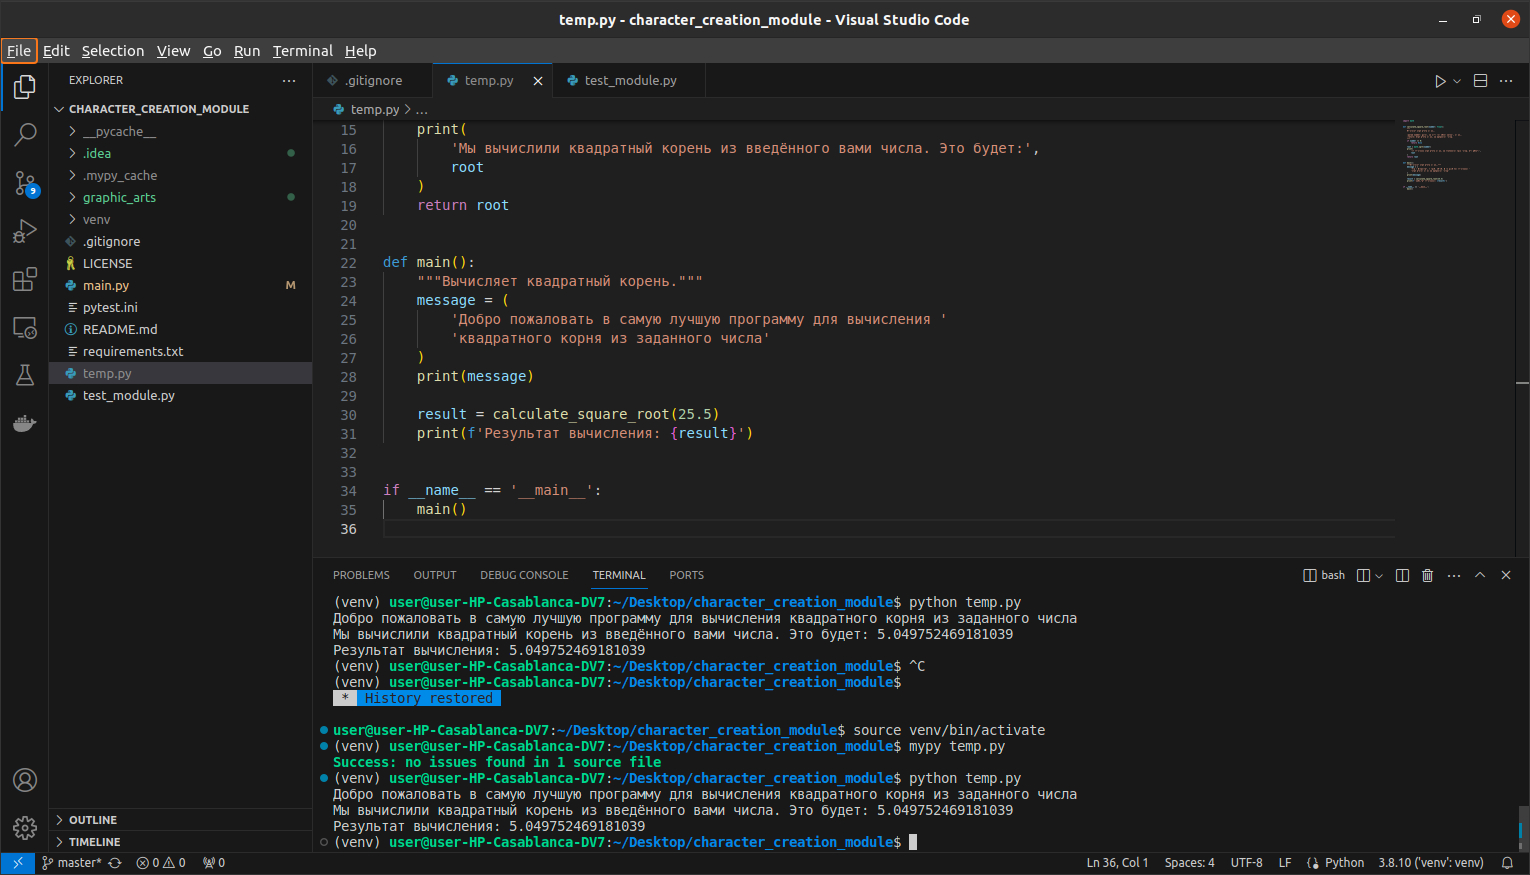 temp.py - character_creation_module - Visual Studio Code
File Edit Selection View Go Run Terminal Help
EXPLORER
CHARACTER_CREATION_MODULE
__pycache__
.idea
.mypy_cache
graphic_arts
venv
.gitignore
LICENSE
main.py M
pytest.ini
README.md
requirements.txt
temp.py
test_module.py
OUTLINE
TIMELINE
9
.gitignore temp.py test_module.py
temp.py > ...
15 print(
16 'Мы вычислили квадратный корень из введённого вами числа. Это будет:',
17 root
18 )
19 return root
20
21
22 def main():
23 """Вычисляет квадратный корень."""
24 message = (
25 'Добро пожаловать в самую лучшую программу для вычисления '
26 'квадратного корня из заданного числа'
27 )
28 print(message)
29
30 result = calculate_square_root(25.5)
31 print(f'Результат вычисления: {result}')
32
33
34 if __name__ == '__main__':
35 main()
36
PROBLEMS OUTPUT DEBUG CONSOLE TERMINAL PORTS
bash
(venv) user@user-HP-Casablanca-DV7:~/Desktop/character_creation_module$ python temp.py
Добро пожаловать в самую лучшую программу для вычисления квадратного корня из заданного числа
Мы вычислили квадратный корень из введённого вами числа. Это будет: 5.049752469181039
Результат вычисления: 5.049752469181039
(venv) user@user-HP-Casablanca-DV7:~/Desktop/character_creation_module$ ^C
(venv) user@user-HP-Casablanca-DV7:~/Desktop/character_creation_module$
* History restored
user@user-HP-Casablanca-DV7:~/Desktop/character_creation_module$ source venv/bin/activate
(venv) user@user-HP-Casablanca-DV7:~/Desktop/character_creation_module$ mypy temp.py
Success: no issues found in 1 source file
(venv) user@user-HP-Casablanca-DV7:~/Desktop/character_creation_module$ python temp.py
Добро пожаловать в самую лучшую программу для вычисления квадратного корня из заданного числа
Мы вычислили квадратный корень из введённого вами числа. Это будет: 5.049752469181039
Результат вычисления: 5.049752469181039
(venv) user@user-HP-Casablanca-DV7:~/Desktop/character_creation_module$
master* 0 0 0 Ln 36, Col 1 Spaces: 4 UTF-8 LF Python 3.8.10 ('venv': venv)